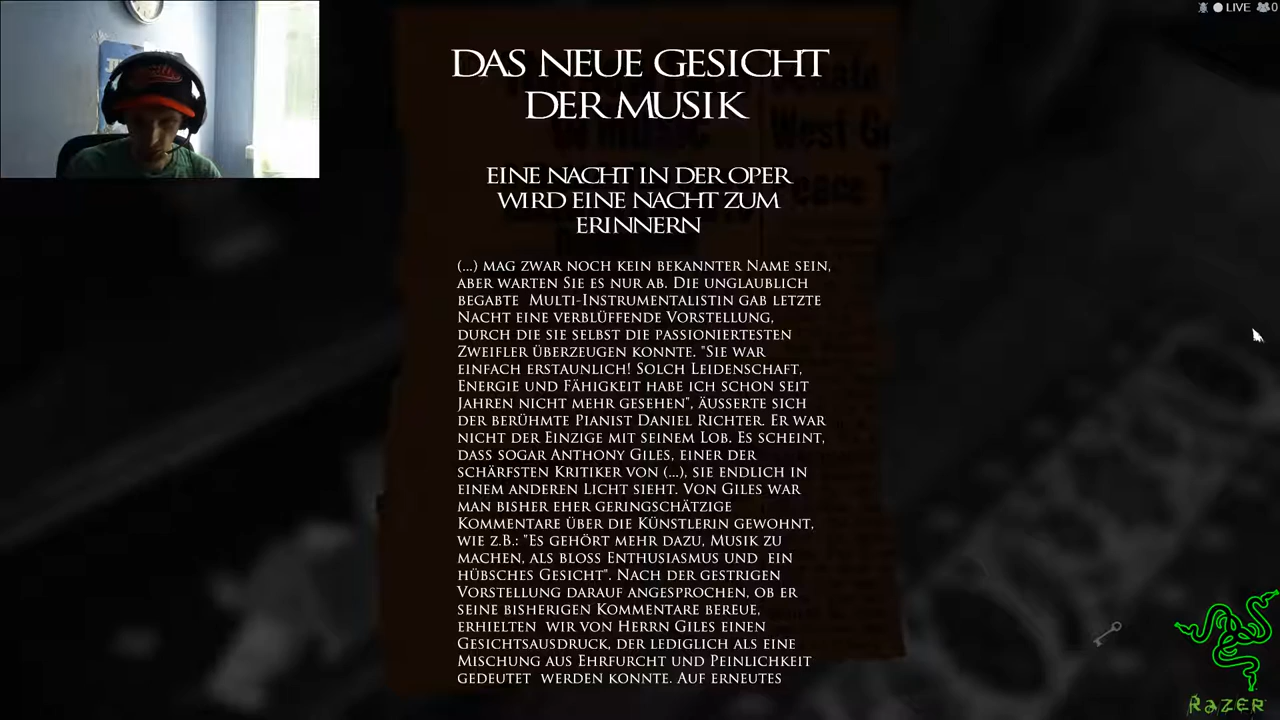 LIVE 0
DAS NEUE GESICHT
DER MUSIK
EINE NACHT IN DER OPER
WIRD EINE NACHT ZUM
ERINNERN
(...) MAG ZWAR NOCH KEIN BEKANNTER NAME SEIN,
ABER WARTEN SIE ES NUR AB. DIE UNGLAUBLICH
BEGABTE MULTI-INSTRUMENTALISTIN GAB LETZTE
NACHT EINE VERBLÜFFENDE VORSTELLUNG,
DURCH DIE SIE SELBST DIE PASSIONIERTESTEN
ZWEIFLER ÜBERZEUGEN KONNTE. "SIE WAR
EINFACH ERSTAUNLICH! SOLCH LEIDENSCHAFT,
ENERGIE UND FÄHIGKEIT HABE ICH SCHON SEIT
JAHREN NICHT MEHR GESEHEN", ÄUSSERTE SICH
DER BERÜHMTE PIANIST DANIEL RICHTER. ER WAR
NICHT DER EINZIGE MIT SEINEM LOB. ES SCHEINT,
DASS SOGAR ANTHONY GILES, EINER DER
SCHÄRFSTEN KRITIKER VON (...), SIE ENDLICH IN
EINEM ANDEREN LICHT SIEHT. VON GILES WAR
MAN BISHER EHER GERINGSCHÄTZIGE
KOMMENTARE ÜBER DIE KÜNSTLERIN GEWOHNT,
WIE Z.B.: "ES GEHÖRT MEHR DAZU, MUSIK ZU
MACHEN, ALS BLOSS ENTHUSIASMUS UND EIN
HÜBSCHES GESICHT". NACH DER GESTRIGEN
VORSTELLUNG DARAUF ANGESPROCHEN, OB ER
SEINE BISHERIGEN KOMMENTARE BEREUE,
ERHIELTEN WIR VON HERRN GILES EINEN
GESICHTSAUSDRUCK, DER LEDIGLICH ALS EINE
MISCHUNG AUS EHRFURCHT UND PEINLICHKEIT
GEDEUTET WERDEN KONNTE. AUF ERNEUTES
West
RAZER